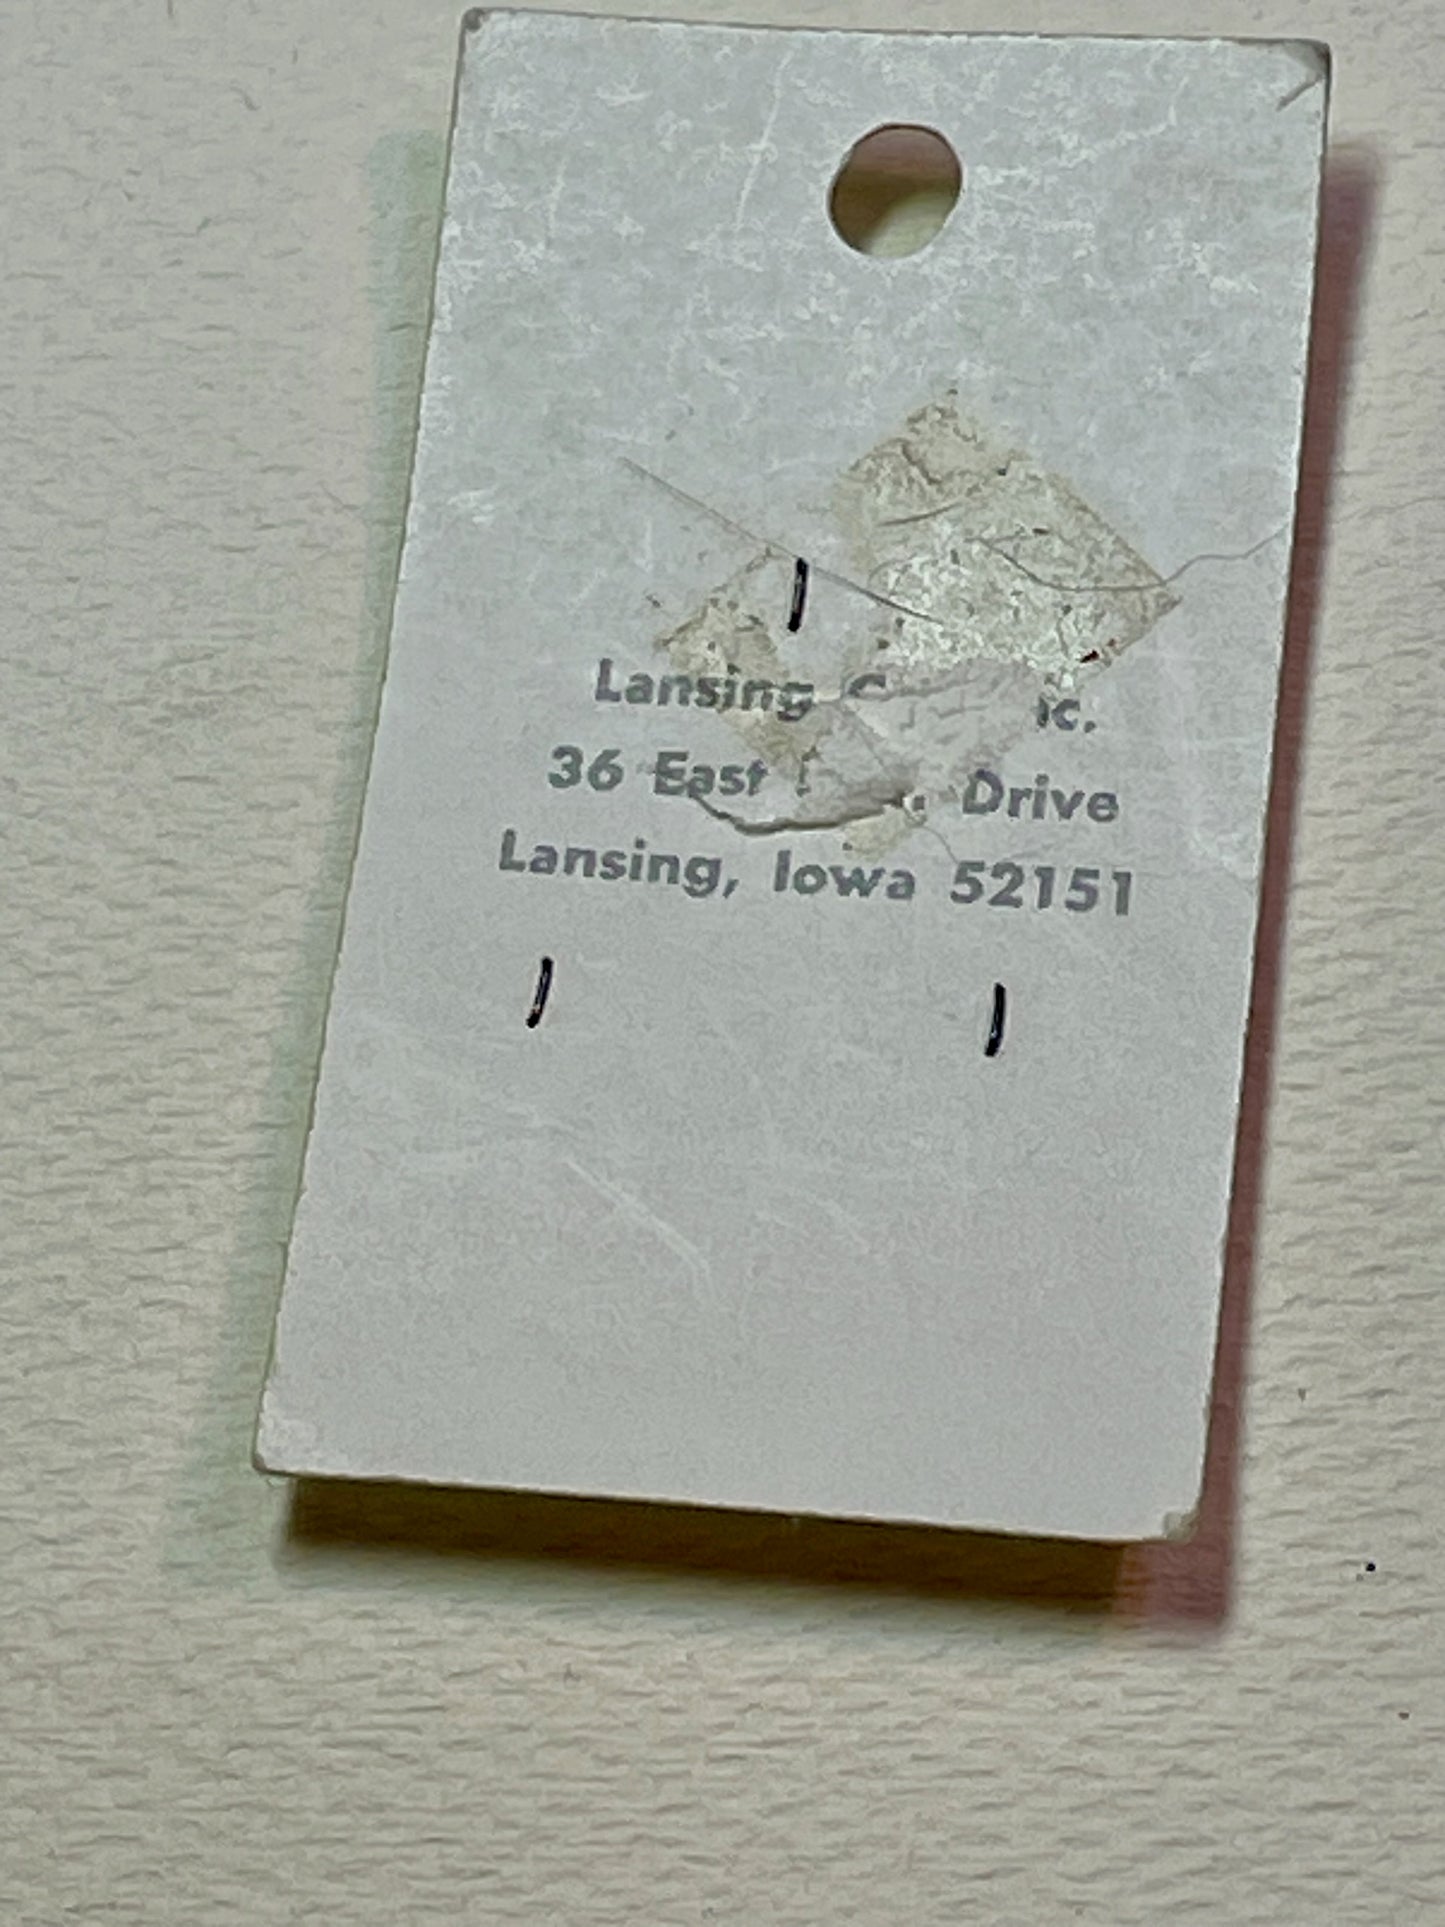 Lansing
36 East Drive
Lansing, Iowa 52151